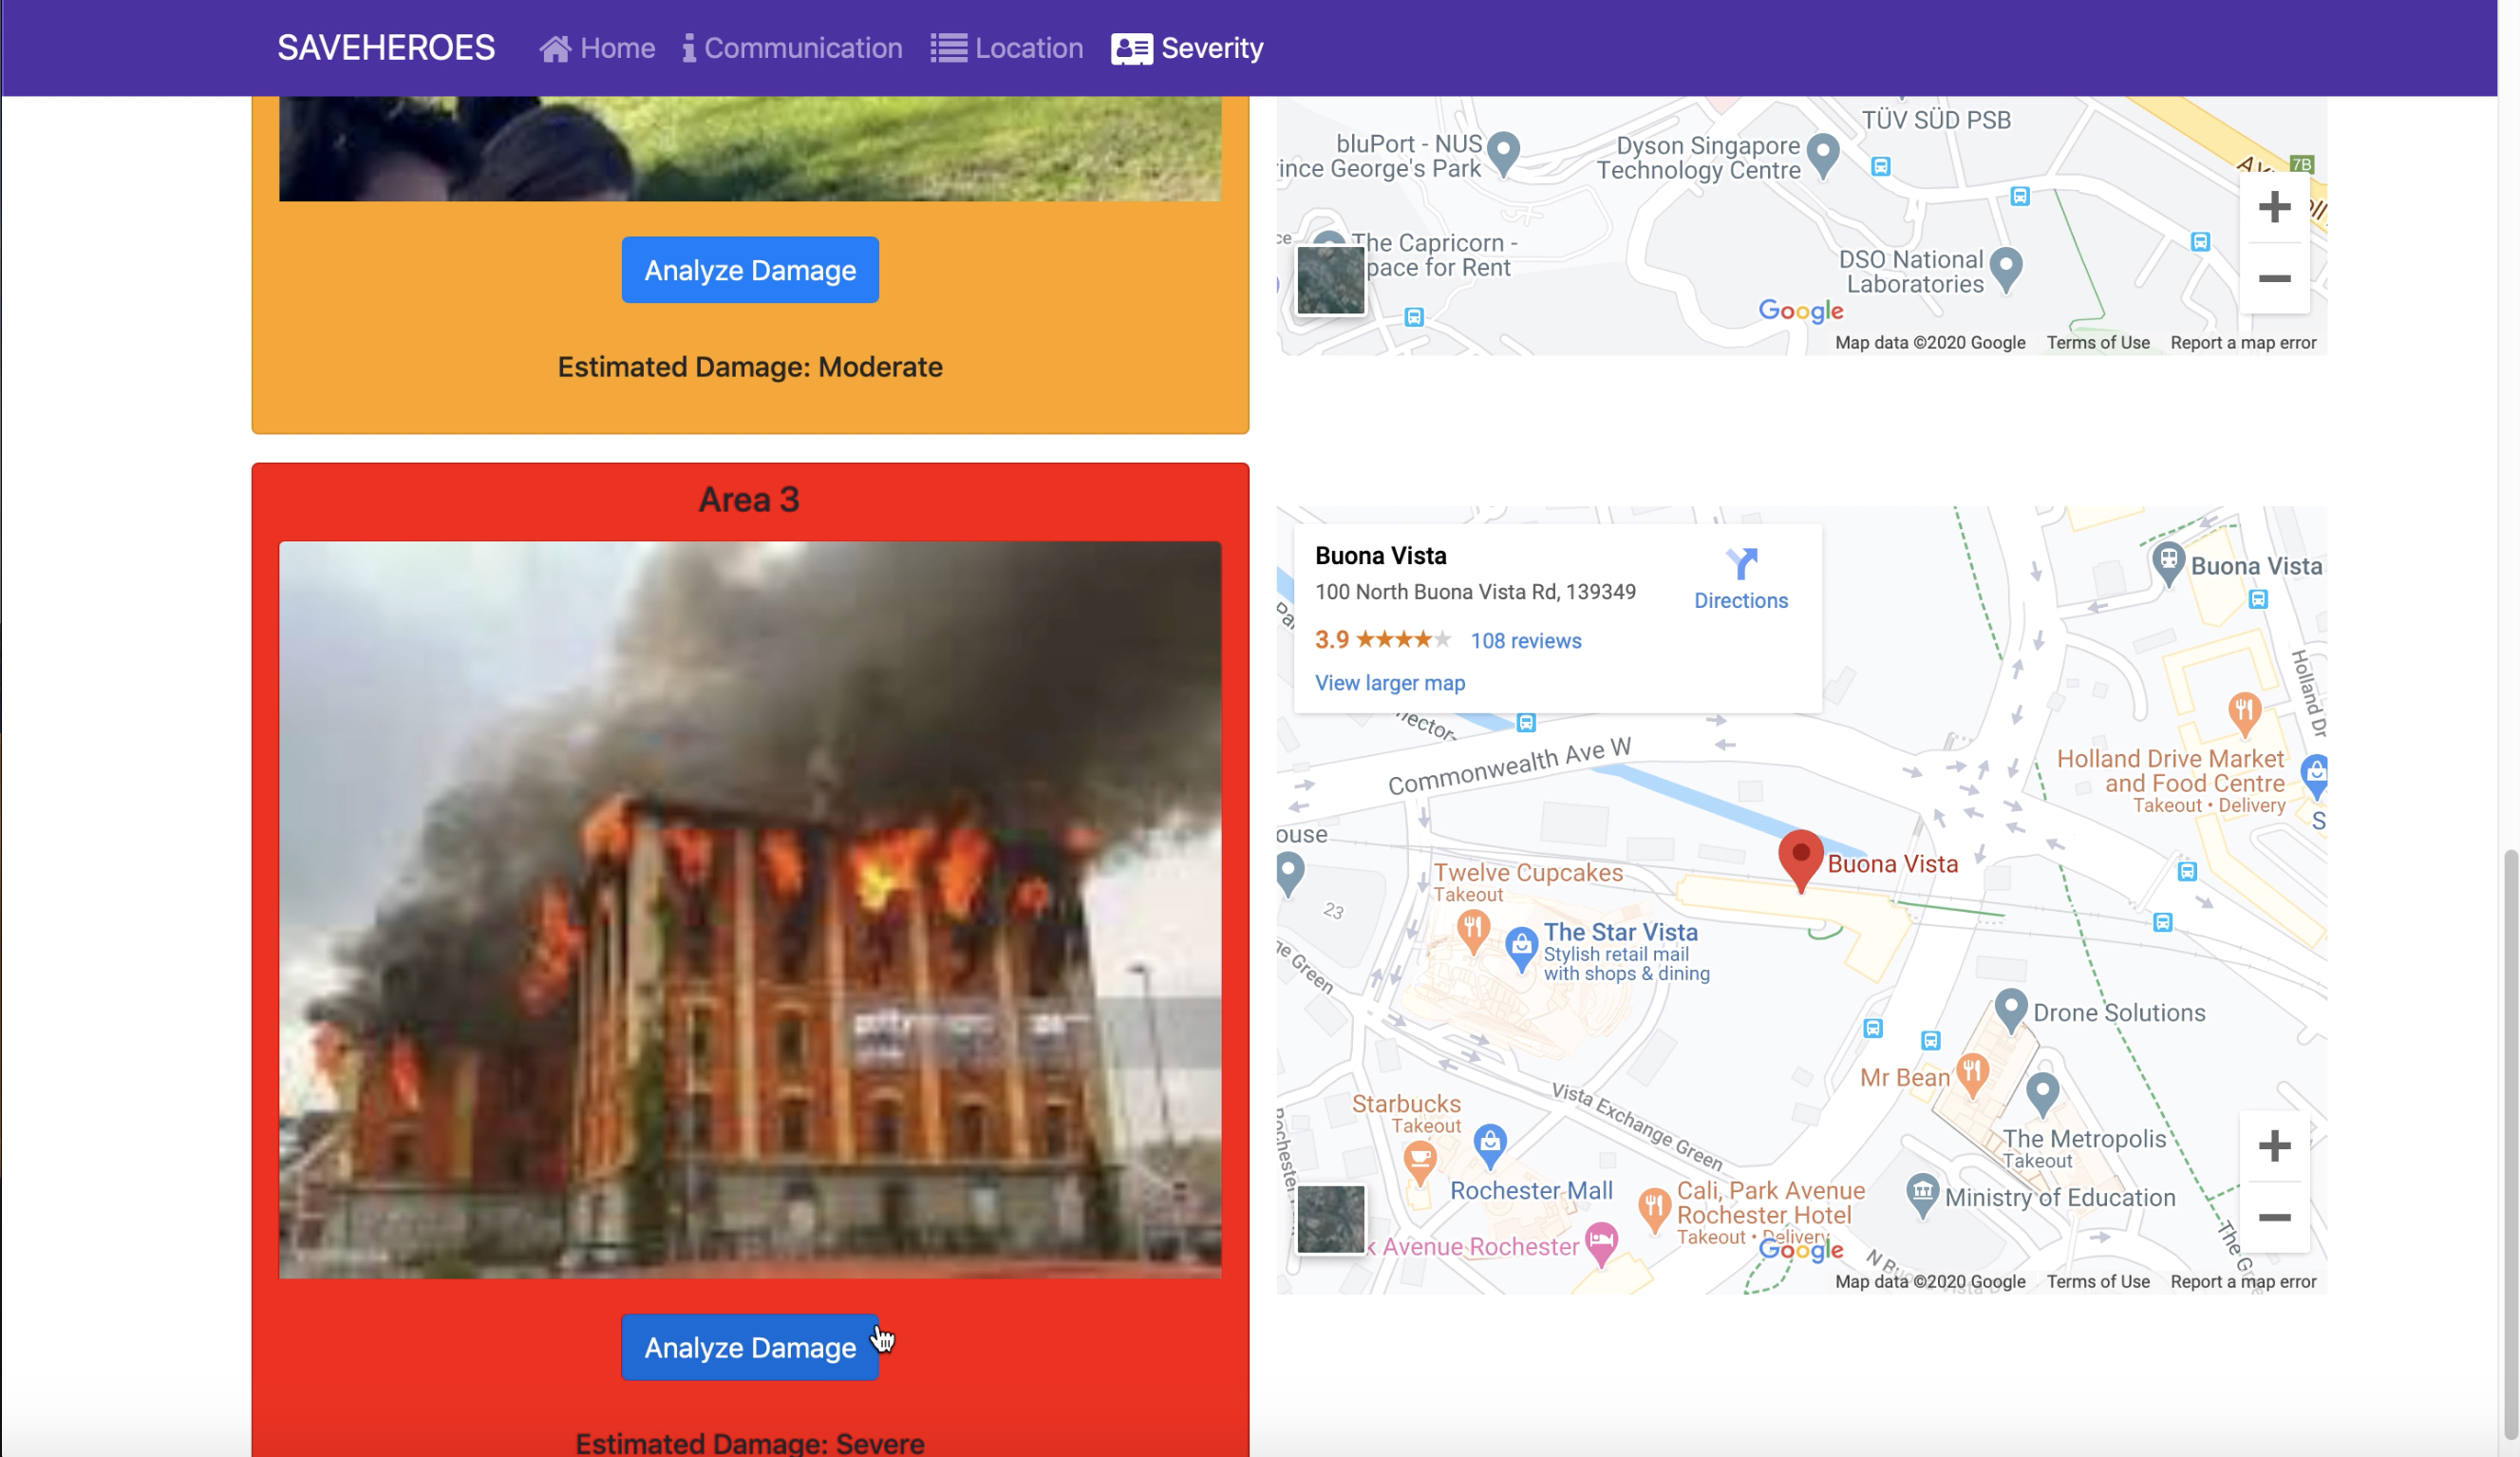 SAVEHEROES Home Communication Location Severity
Analyze Damage
Estimated Damage: Moderate
TÜV SÜD PSB
bluPort - NUS
ince George's Park
Dyson Singapore
Technology Centre
7B
The Capricorn -
pace for Rent
DSO National
Laboratories
Google
Map data ©2020 Google Terms of Use Report a map error
Area 3
Analyze Damage
Estimated Damage: Severe
Buona Vista
100 North Buona Vista Rd, 139349
Directions
3.9 108 reviews
View larger map
Buona Vista
Holland Dr
Commonwealth Ave W
Holland Drive Market
and Food Centre
Takeout • Delivery
ouse
Buona Vista
Twelve Cupcakes
Takeout
23
The Star Vista
Stylish retail mall
with shops & dining
ne Green
Drone Solutions
Mr Bean
Vista Exchange Green
Starbucks
Takeout
The Metropolis
Takeout
Rochester Mall
Cali, Park Avenue
Rochester Hotel
Takeout • Delivery
Ministry of Education
k Avenue Rochester
Rochester
Google
Map data ©2020 Google Terms of Use Report a map error